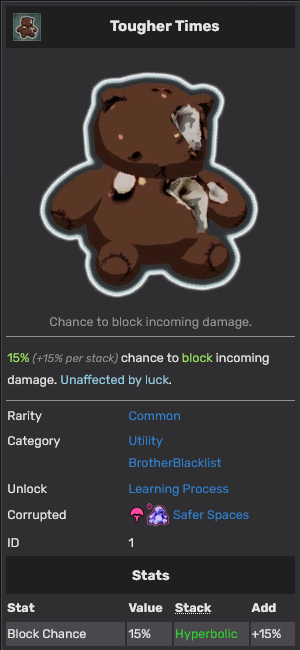 Tougher Times
Chance to block incoming damage.
15% (+15% per stack) chance to block incoming
damage. Unaffected by luck.
Rarity Common
Category Utility
BrotherBlacklist
Unlock Learning Process
Corrupted Safer Spaces
ID 1
Stats
Stat Value Stack Add
Block Chance 15% Hyperbolic +15%